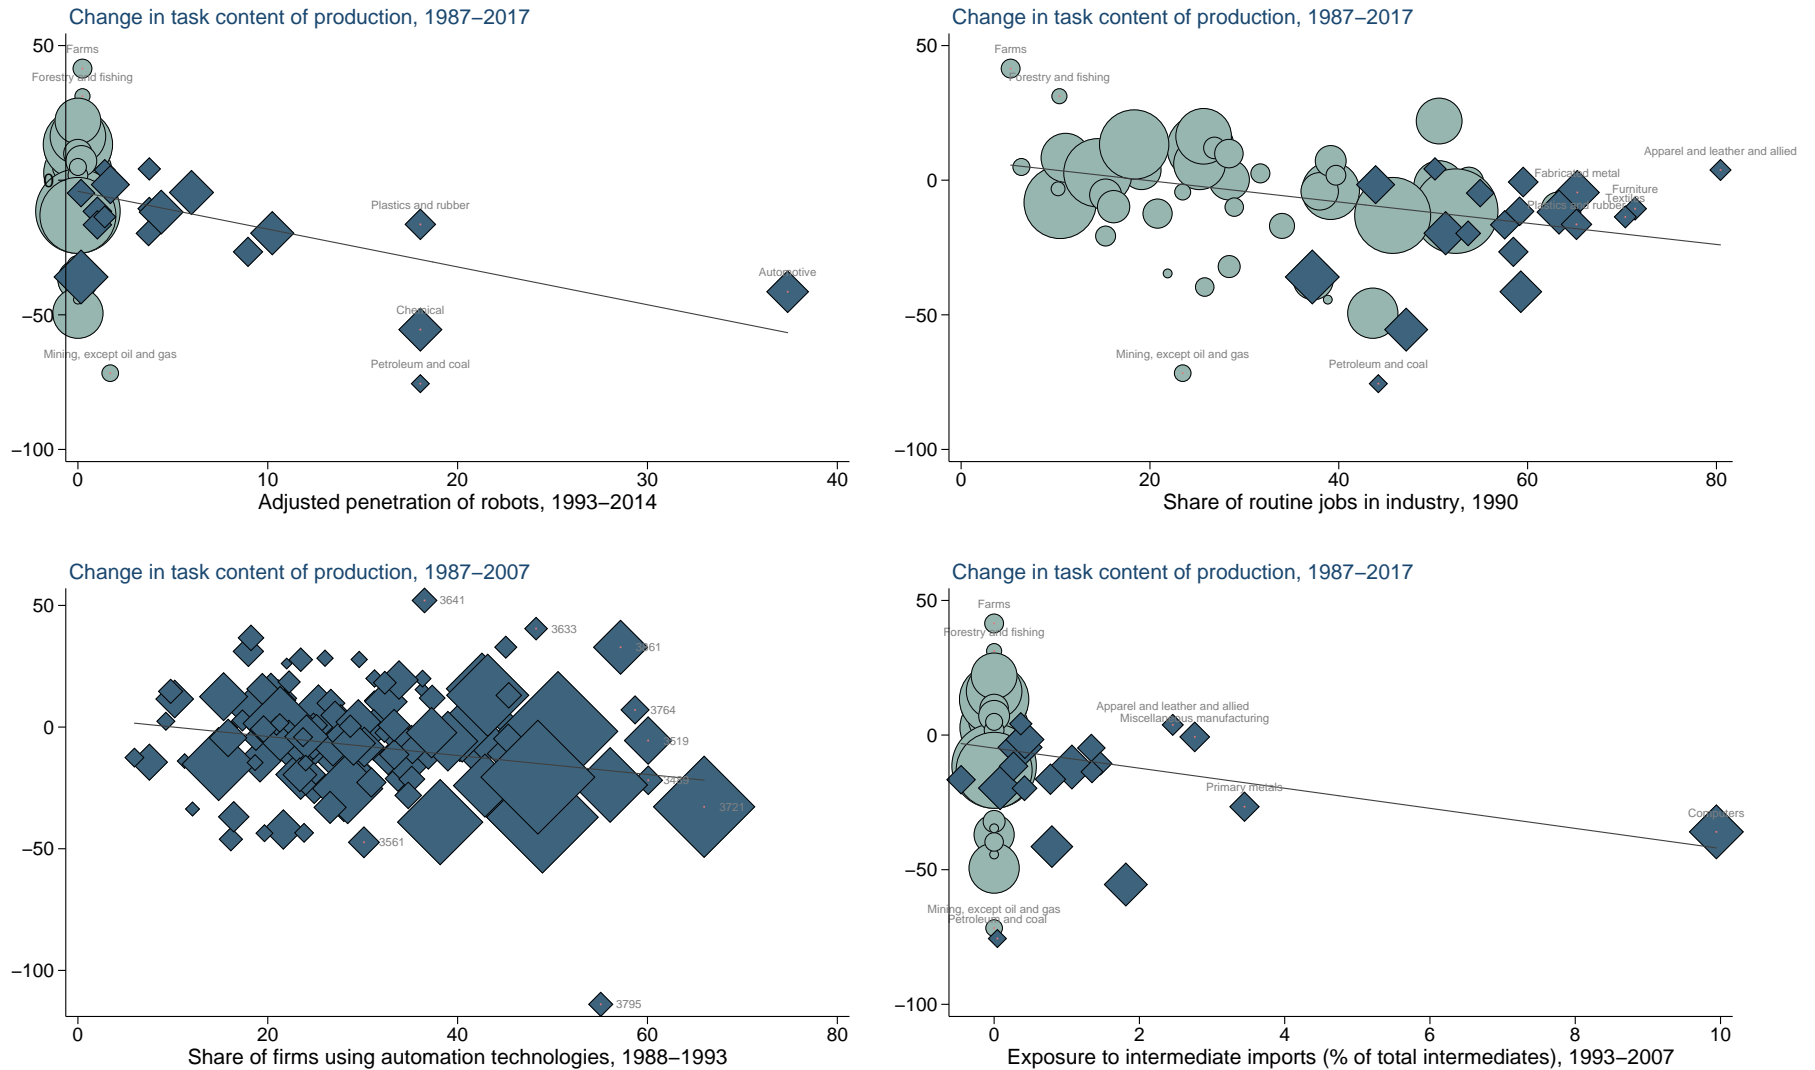 Change in task content of production, 1987−2017
50
0
−50
−100
Farms
Forestry and fishing
Plastics and rubber
Automotive
Chemical
Mining, except oil and gas
Petroleum and coal
0 10 20 30 40
Adjusted penetration of robots, 1993−2014
Change in task content of production, 1987−2017
50
0
−50
−100
Farms
Forestry and fishing
Apparel and leather and allied
Fabricated metal
Furniture
Textiles
Plastics and rubber
Mining, except oil and gas
Petroleum and coal
0 20 40 60 80
Share of routine jobs in industry, 1990
Change in task content of production, 1987−2007
50
0
−50
−100
3641
3633
3764
3519
3721
3561
3795
0 20 40 60 80
Share of firms using automation technologies, 1988−1993
Change in task content of production, 1987−2017
50
0
−50
−100
Farms
Forestry and fishing
Apparel and leather and allied
Miscellaneous manufacturing
Primary metals
Computers
Mining, except oil and gas
Petroleum and coal
0 2 4 6 8 10
Exposure to intermediate imports (% of total intermediates), 1993−2007